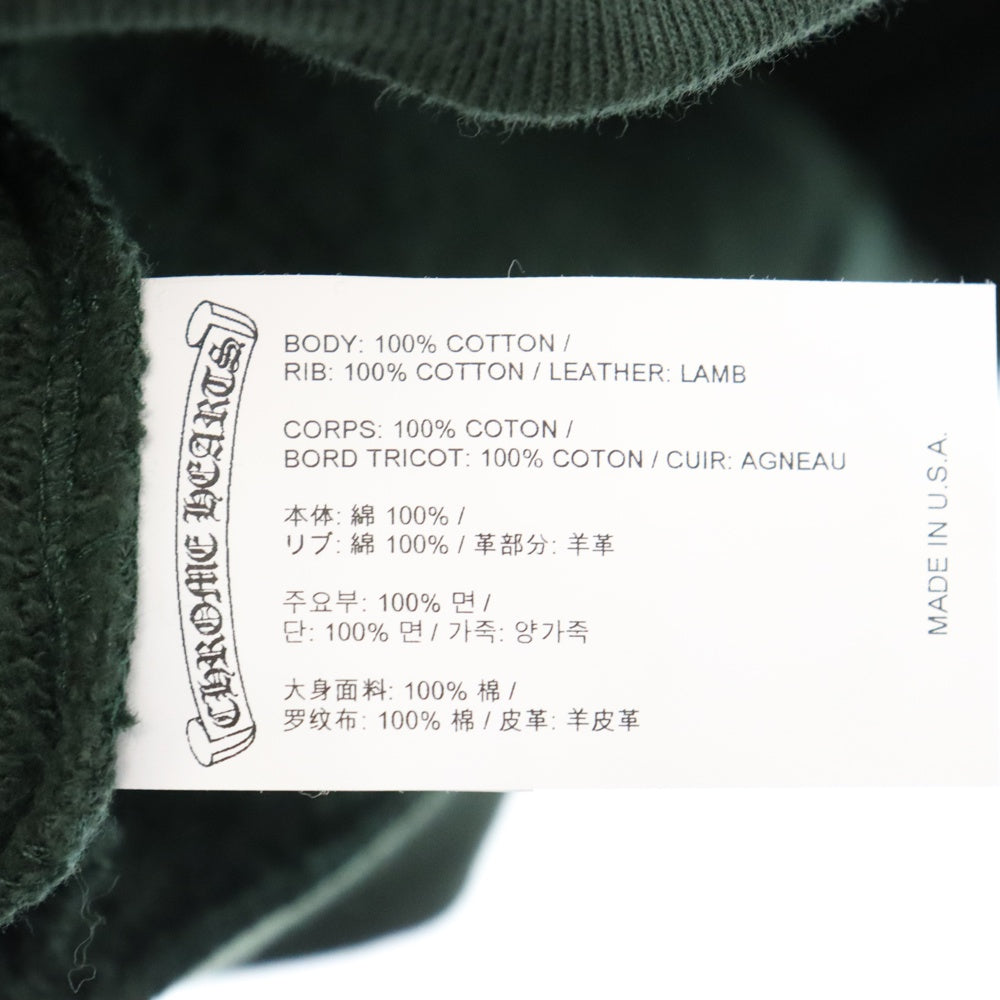 CHROME HEARTS
BODY: 100% COTTON /
RIB: 100% COTTON / LEATHER: LAMB
CORPS: 100% COTON /
BORD TRICOT: 100% COTON / CUIR: AGNEAU
本体: 綿 100% /
リブ: 綿 100% / 革部分: 羊革
주요부: 100% 면 /
단: 100% 면 / 가죽: 양가죽
大身面料: 100% 棉 /
罗纹布: 100% 棉 / 皮革: 羊皮革
MADE IN U.S.A.